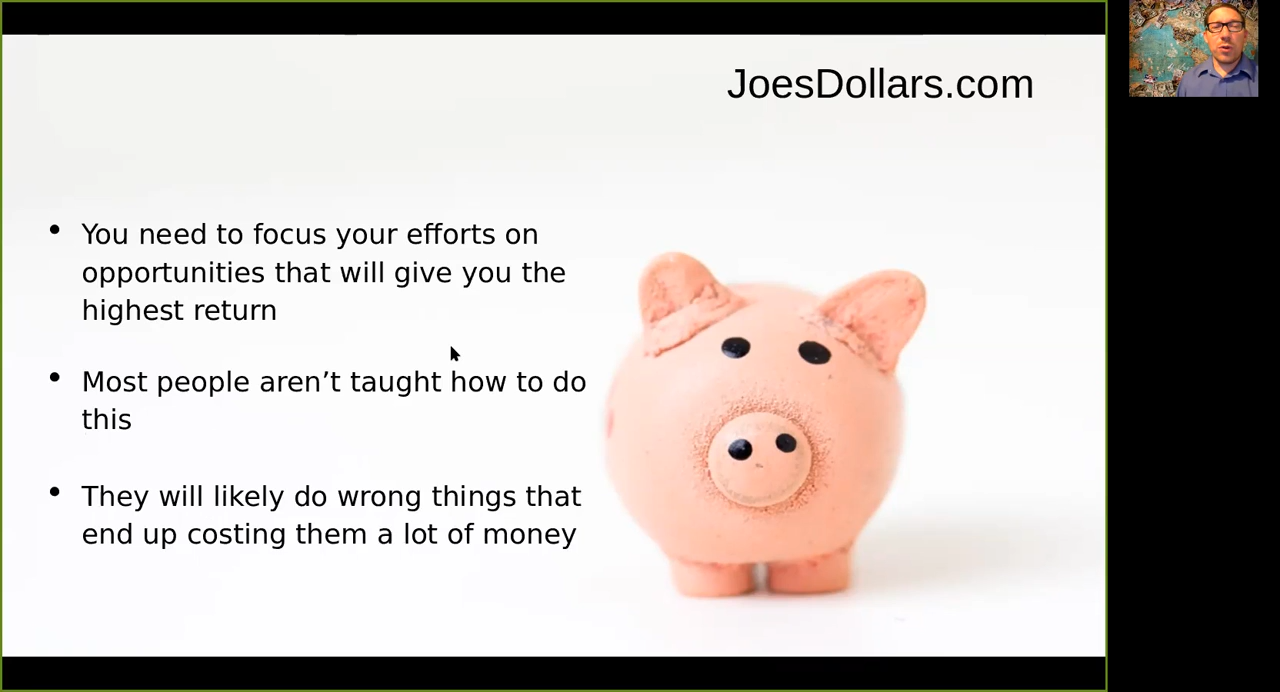 JoesDollars.com
• You need to focus your efforts on
opportunities that will give you the
highest return
• Most people aren’t taught how to do
this
• They will likely do wrong things that
end up costing them a lot of money